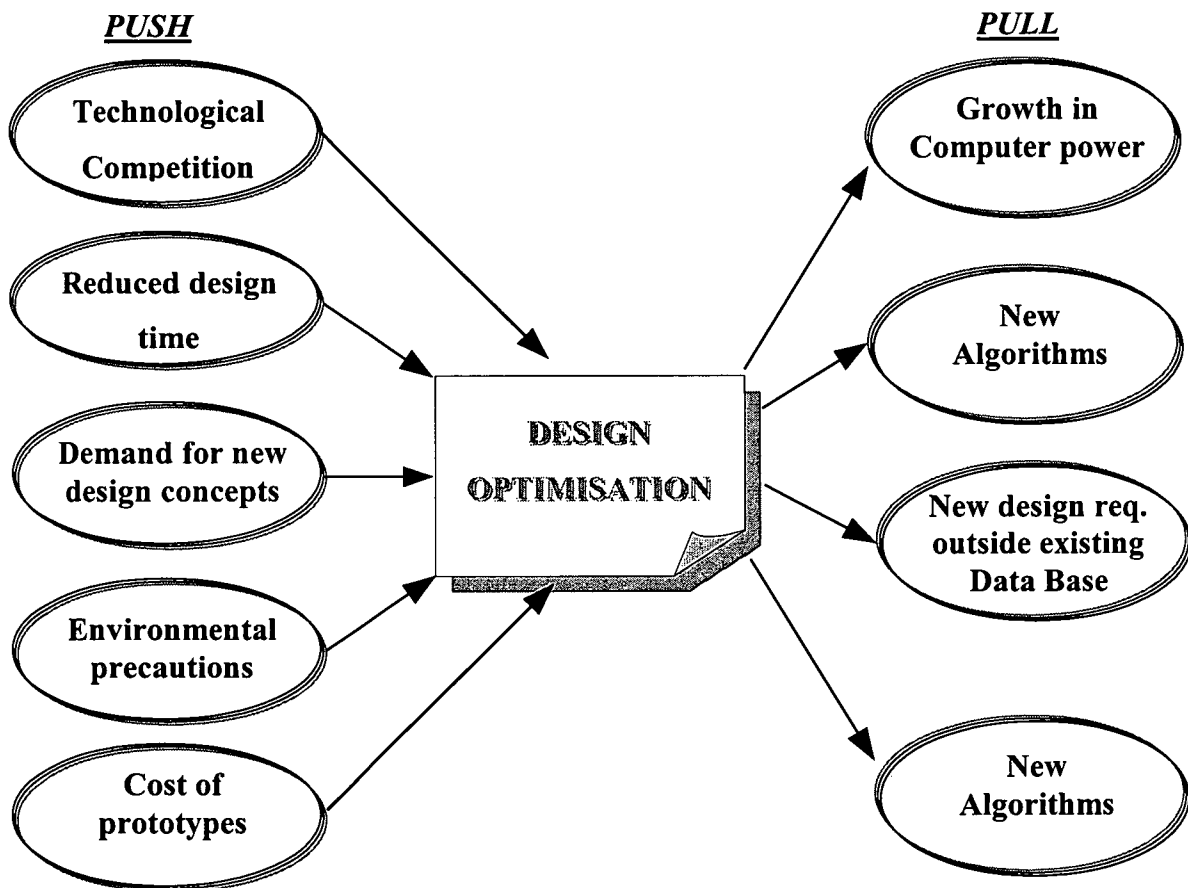 PUSH
Technological
Competition
Reduced design
time
Demand for new
design concepts
Environmental
precautions
Cost of
prototypes
DESIGN
OPTIMISATION
PULL
Growth in
Computer power
New
Algorithms
New design req.
outside existing
Data Base
New
Algorithms